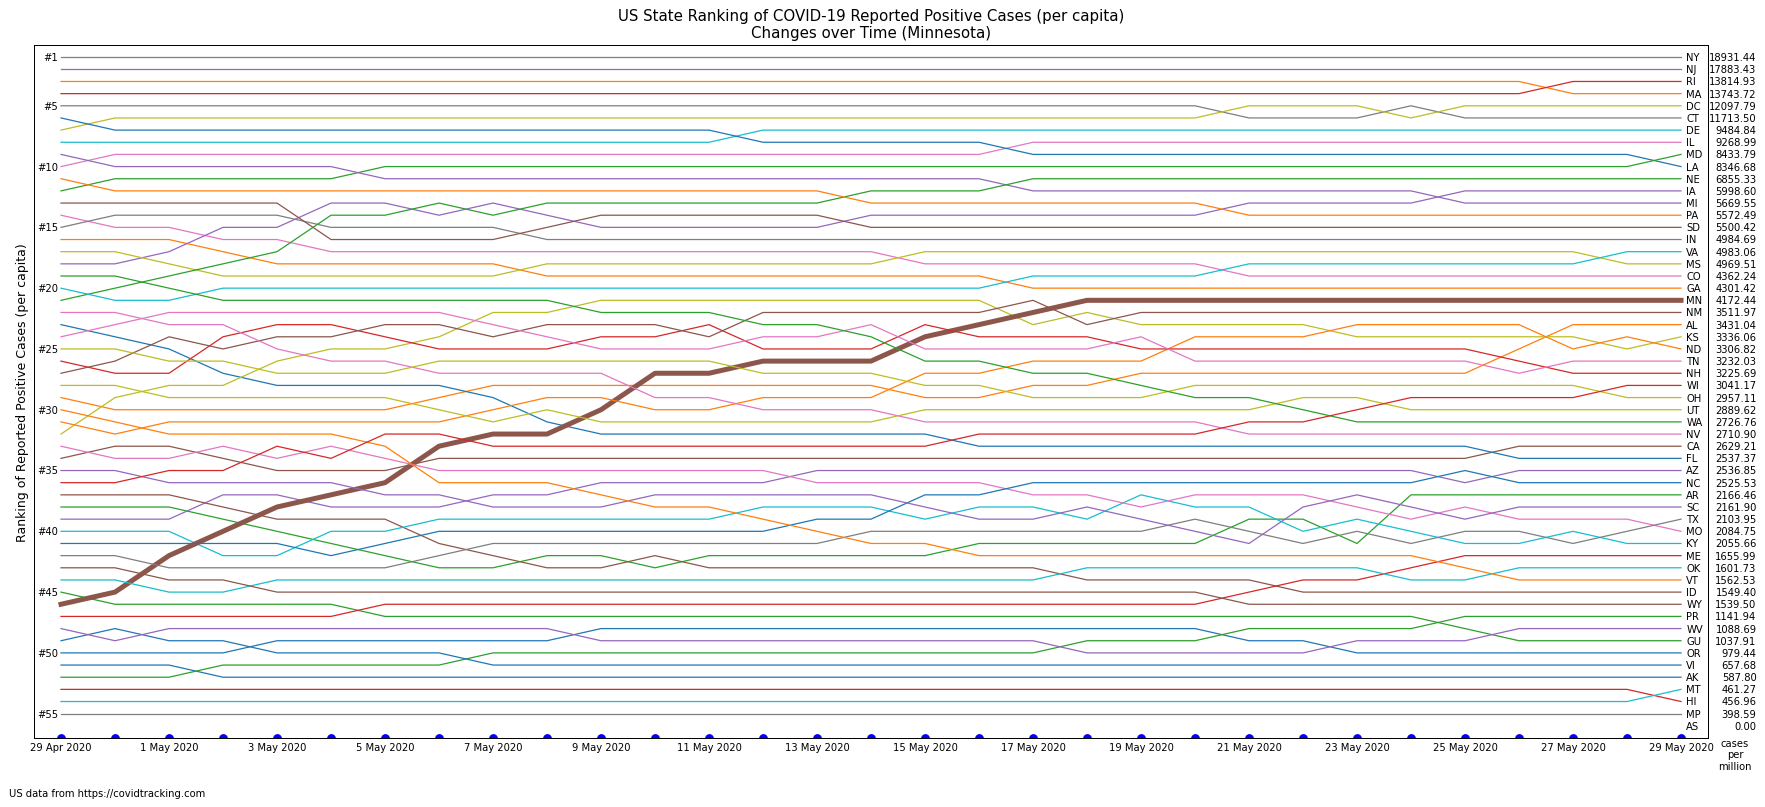 US State Ranking of COVID-19 Reported Positive Cases (per capita)
Changes over Time (Minnesota)
Ranking of Reported Positive Cases (per capita)
#1
#5
#10
#15
#20
#25
#30
#35
#40
#45
#50
#55
NY 18931.44
NJ 17883.43
RI 13814.93
MA 13743.72
DC 12097.79
CT 11713.50
DE 9484.84
IL 9268.99
MD 8433.79
LA 8346.68
NE 6855.33
IA 5998.60
MI 5669.55
PA 5572.49
SD 5500.42
IN 4984.69
VA 4983.06
MS 4969.51
CO 4362.24
GA 4301.42
MN 4172.44
NM 3511.97
AL 3431.04
KS 3336.06
ND 3306.82
TN 3232.03
NH 3225.69
WI 3041.17
OH 2957.11
UT 2889.62
WA 2726.76
NV 2710.90
CA 2629.21
FL 2537.37
AZ 2536.85
NC 2525.53
AR 2166.46
SC 2161.90
TX 2103.95
MO 2084.75
KY 2055.66
ME 1655.99
OK 1601.73
VT 1562.53
ID 1549.40
WY 1539.50
PR 1141.94
WV 1088.69
GU 1037.91
OR 979.44
VI 657.68
AK 587.80
MT 461.27
HI 456.96
MP 398.59
AS 0.00
29 Apr 2020 1 May 2020 3 May 2020 5 May 2020 7 May 2020 9 May 2020 11 May 2020 13 May 2020 15 May 2020 17 May 2020 19 May 2020 21 May 2020 23 May 2020 25 May 2020 27 May 2020 29 May 2020
cases
per
million
US data from https://covidtracking.com